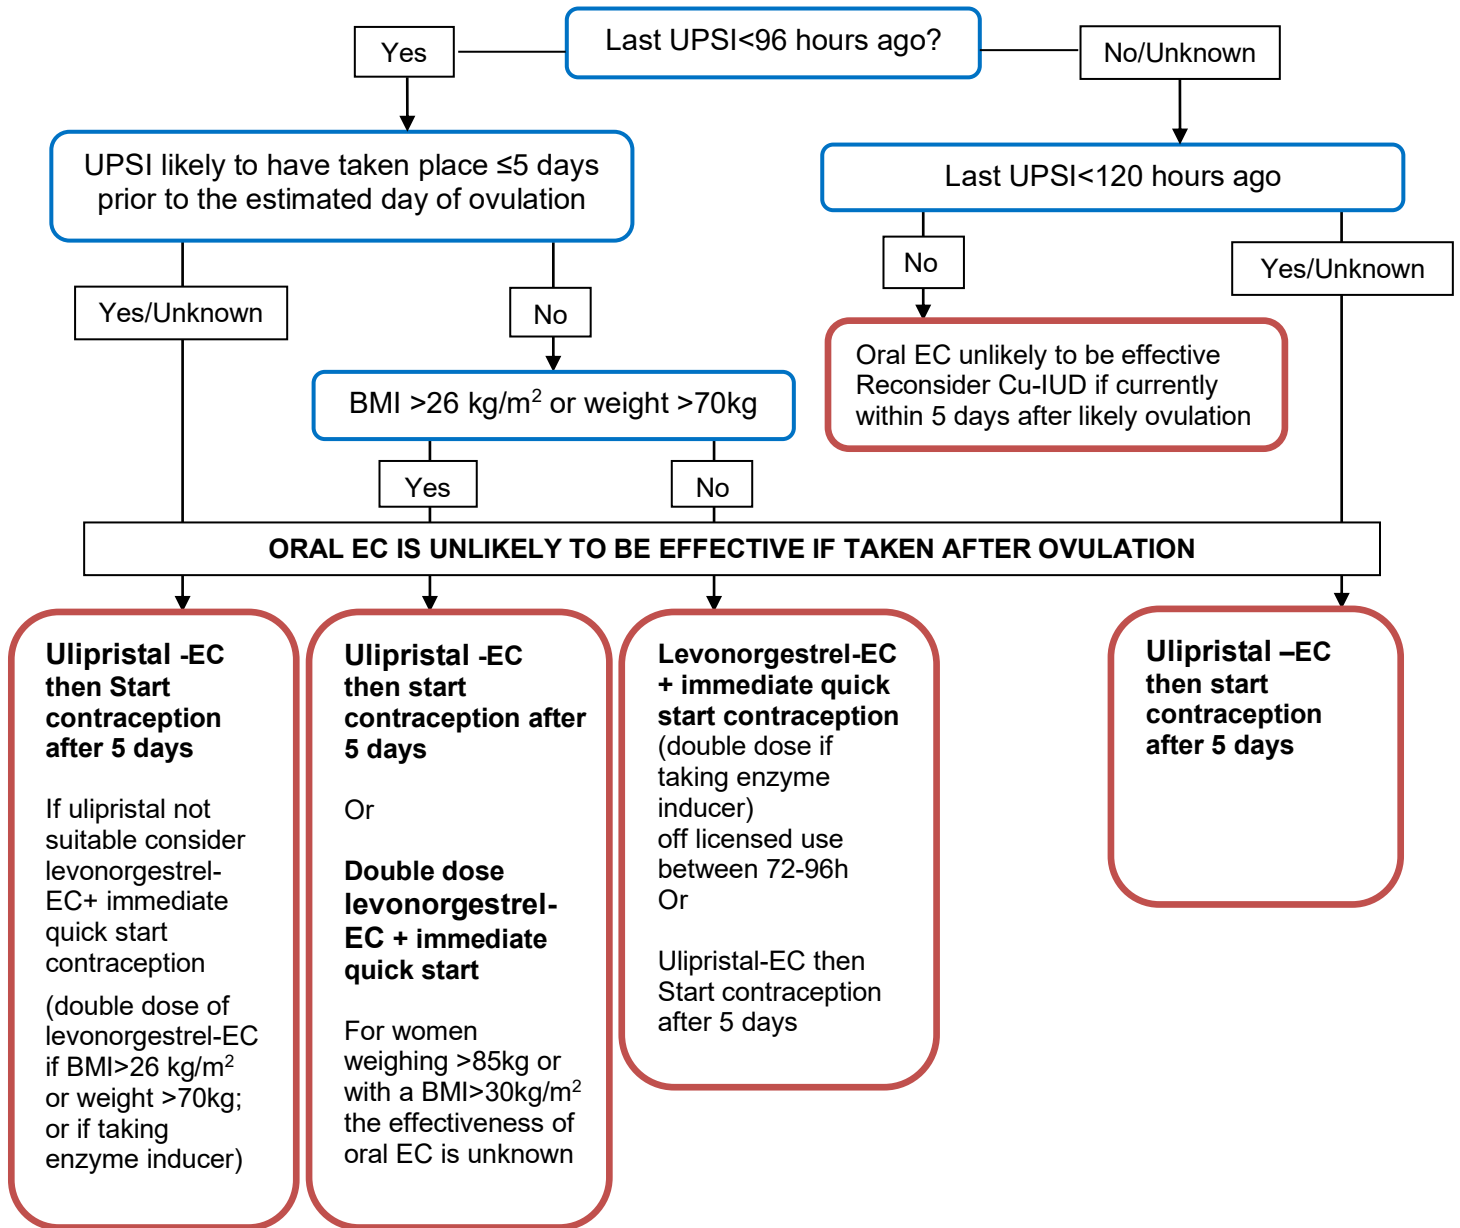 Last UPSI<96 hours ago?
Yes
No/Unknown
UPSI likely to have taken place ≤5 days
prior to the estimated day of ovulation
Last UPSI<120 hours ago
Yes/Unknown
No
No
Yes/Unknown
Oral EC unlikely to be effective
Reconsider Cu-IUD if currently
within 5 days after likely ovulation
BMI >26 kg/m² or weight >70kg
Yes
No
ORAL EC IS UNLIKELY TO BE EFFECTIVE IF TAKEN AFTER OVULATION
Ulipristal -EC
then Start
contraception
after 5 days
If ulipristal not
suitable consider
levonorgestrel-
EC+ immediate
quick start
contraception
(double dose of
levonorgestrel-EC
if BMI>26 kg/m²
or weight >70kg;
or if taking
enzyme inducer)
Ulipristal -EC
then start
contraception after
5 days
Or
Double dose
levonorgestrel-
EC + immediate
quick start
For women
weighing >85kg or
with a BMI>30kg/m²
the effectiveness of
oral EC is unknown
Levonorgestrel-EC
+ immediate quick
start contraception
(double dose if
taking enzyme
inducer)
off licensed use
between 72-96h
Or
Ulipristal-EC then
Start contraception
after 5 days
Ulipristal –EC
then start
contraception
after 5 days